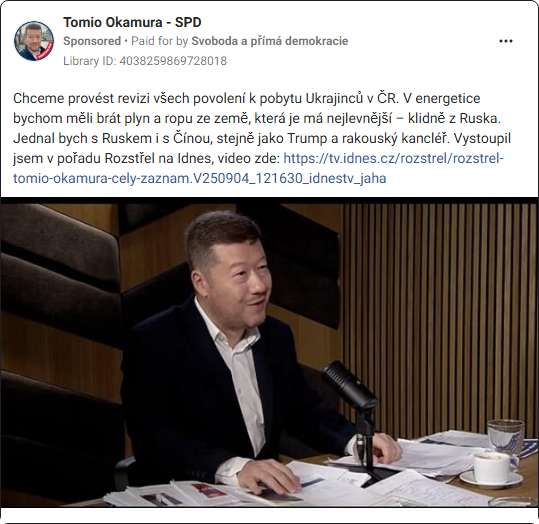 Tomio Okamura - SPD
Sponsored • Paid for by Svoboda a přímá demokracie
Library ID: 4038259869728018
Chceme provést revizi všech povolení k pobytu Ukrajinců v ČR. V energetice
bychom měli brát plyn a ropu ze země, která je má nejlevnější – klidně z Ruska.
Jednal bych s Ruskem i s Čínou, stejně jako Trump a rakouský kancléř. Vystoupil
jsem v pořadu Rozstřel na Idnes, video zde: https://tv.idnes.cz/rozstrel/rozstrel-
tomio-okamura-cely-zaznam.V250904_121630_idnestv_jaha